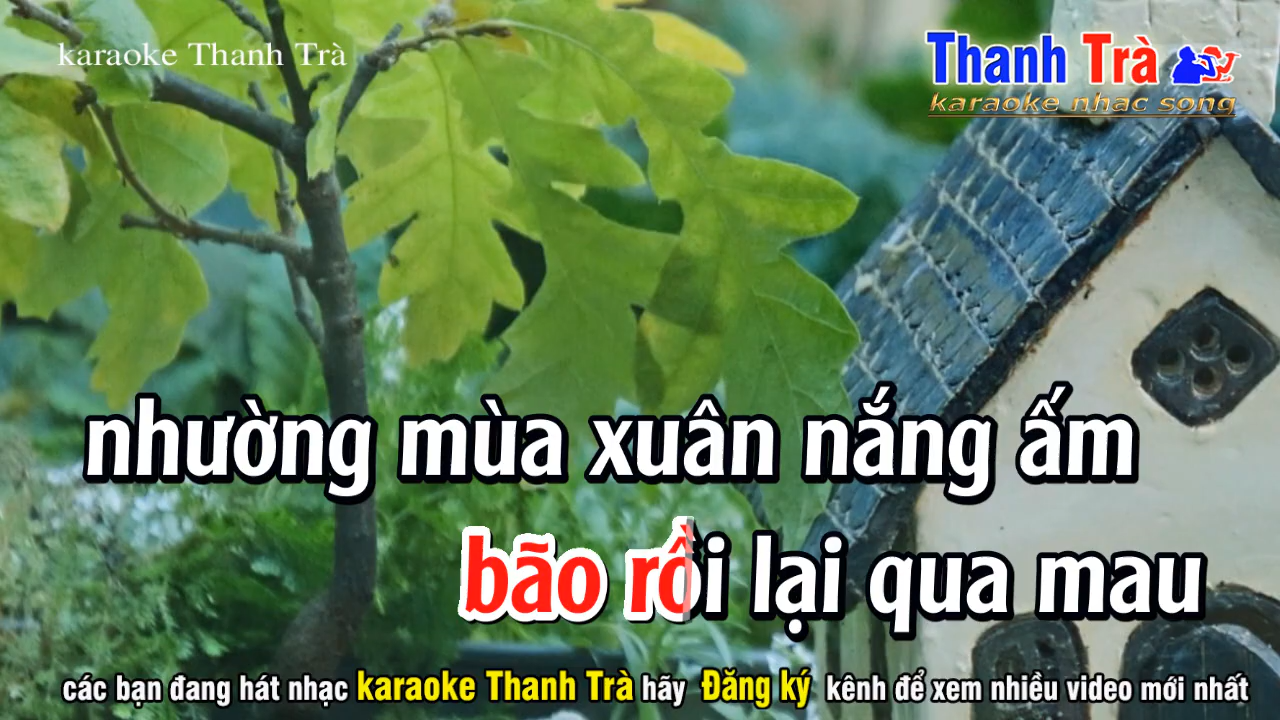 karaoke Thanh Trà
Thanh Trà
karaoke nhac song
nhường mùa xuân nắng ấm
bão rồi lại qua mau
các bạn đang hát nhạc karaoke Thanh Trà hãy Đăng ký kênh để xem nhiều video mới nhất